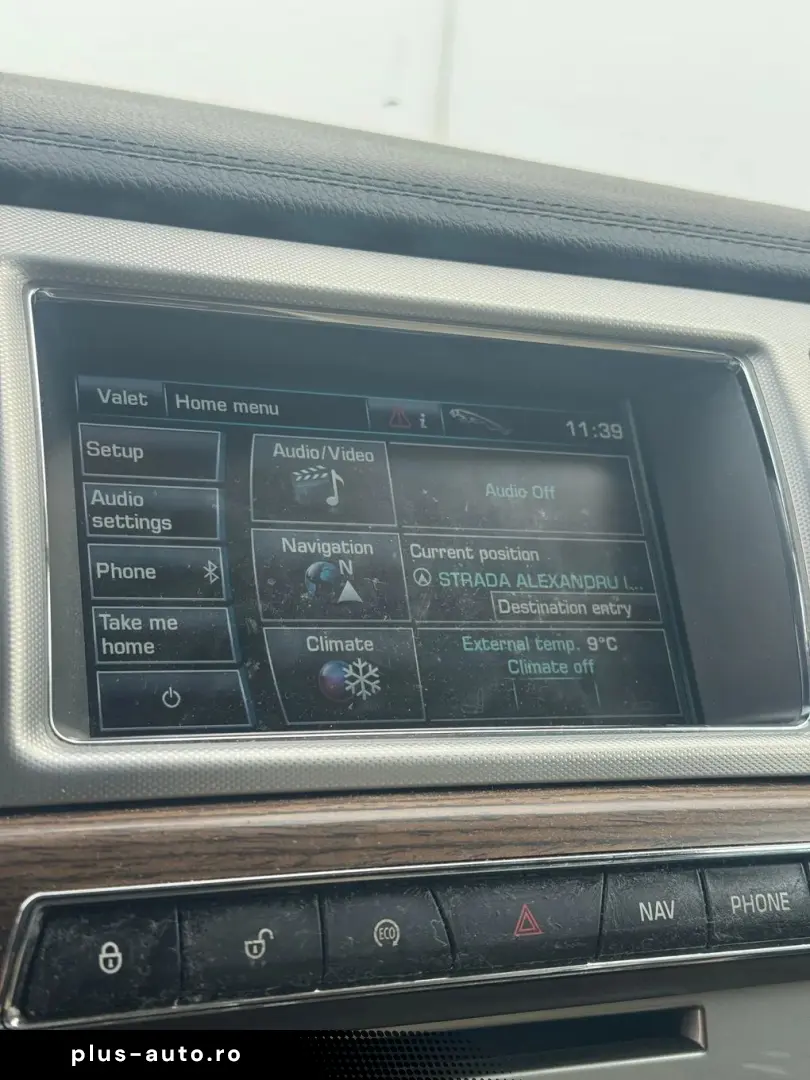 Valet
Home menu
i
11:39
Setup
Audio/Video
Audio Off
Audio
settings
Navigation
N
Current position
STRADA ALEXANDRU I...
Destination entry
Phone
Take me
home
Climate
External temp. 9°C
Climate off
ECO
NAV
PHONE
plus-auto.ro